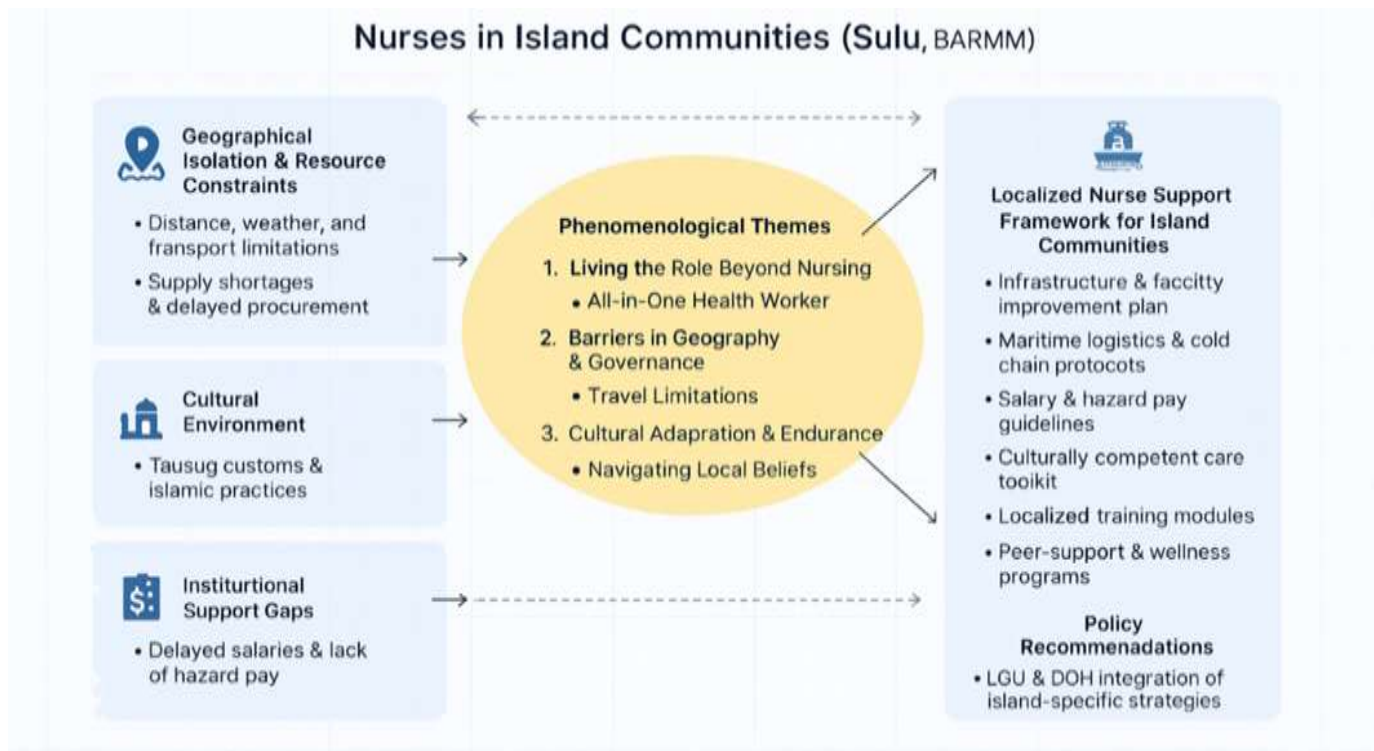 Nurses in Island Communities (Sulu, BARMM)
Geographical
Isolation & Resource
Constraints
• Distance, weather, and
fransport limitations
• Supply shortages
& delayed procurement
Cultural
Environment
• Tausug customs &
islamic practices
Institurtional
Support Gaps
• Delayed salaries & lack
of hazard pay
Phenomenological Themes
1. Living the Role Beyond Nursing
• All-in-One Health Worker
2. Barriers in Geography
& Governance
• Travel Limitations
3. Cultural Adapration & Endurance
• Navigating Local Beliefs
a
Localized Nurse Support
Framework for Island
Communities
• Infrastructure & faccitty
improvement plan
• Maritime logistics & cold
chain protocots
• Salary & hazard pay
guidelines
• Culturally competent care
tooikit
• Localized training modules
• Peer-support & wellness
programs
Policy
Recommenadations
• LGU & DOH integration of
island-specific strategies